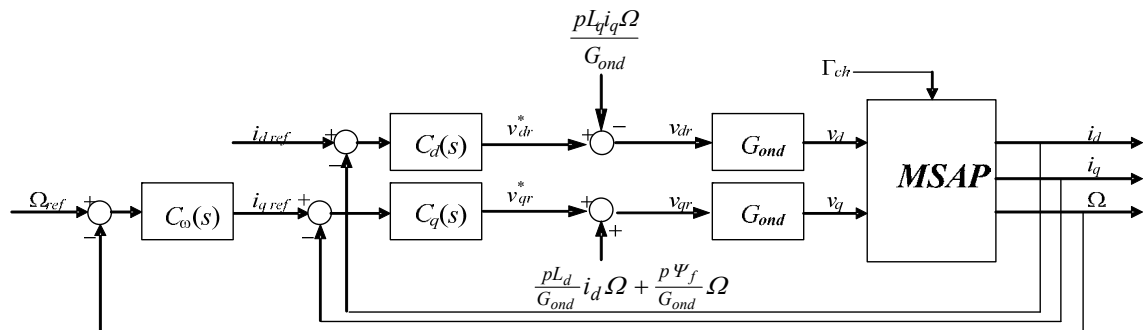 pL_q i_q Ω / G_ond
Γ_ch
+ − i_d ref + − C_d(s) v*_dr + − v_dr G_ond v_d i_d
MSAP
i_q
Ω_ref + − C_ω(s) i_q ref + − C_q(s) v*_qr + + v_qr G_ond v_q Ω
pL_d / G_ond i_d Ω + pΨ_f / G_ond Ω